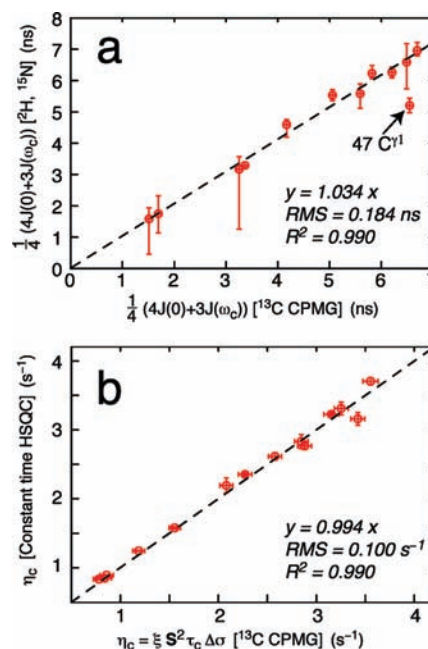 a
1/4 (4J(0)+3J(ωc)) [²H, ¹⁵N] (ns)
8
7
6
5
4
3
2
1
0
47 Cγ1
y = 1.034 x
RMS = 0.184 ns
R² = 0.990
0 1 2 3 4 5 6 7
1/4 (4J(0)+3J(ωc)) [¹³C CPMG] (ns)
b
ηc [Constant time HSQC] (s⁻¹)
4
3
2
1
y = 0.994 x
RMS = 0.100 s⁻¹
R² = 0.990
1 2 3 4
ηc = ξ S² τc Δσ [¹³C CPMG] (s⁻¹)